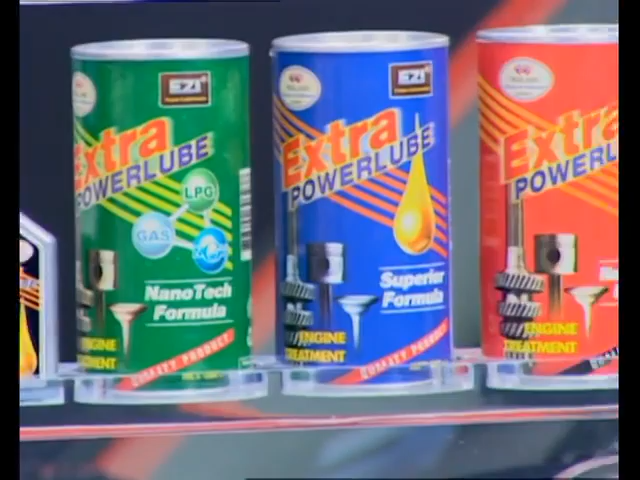 EZI
Extra
POWERLUBE
LPG
GAS
NanoTech
Formula
ENGINE
TREATMENT
QUALITY PRODUCT
EZI
Extra
POWERLUBE
Superior
Formula
ENGINE
TREATMENT
QUALITY PRODUCT
Extra
POWERLU
ENGINE
TREATMENT